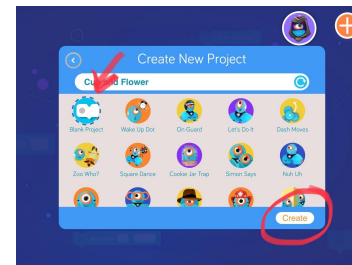 Create New Project
Blank Project
Wake Up Dot
On Guard
Let's Do It
Dash Moves
Zoo Who?
Square Dance
Cookie Jar Trap
Simon Says
Nuh Uh
Create